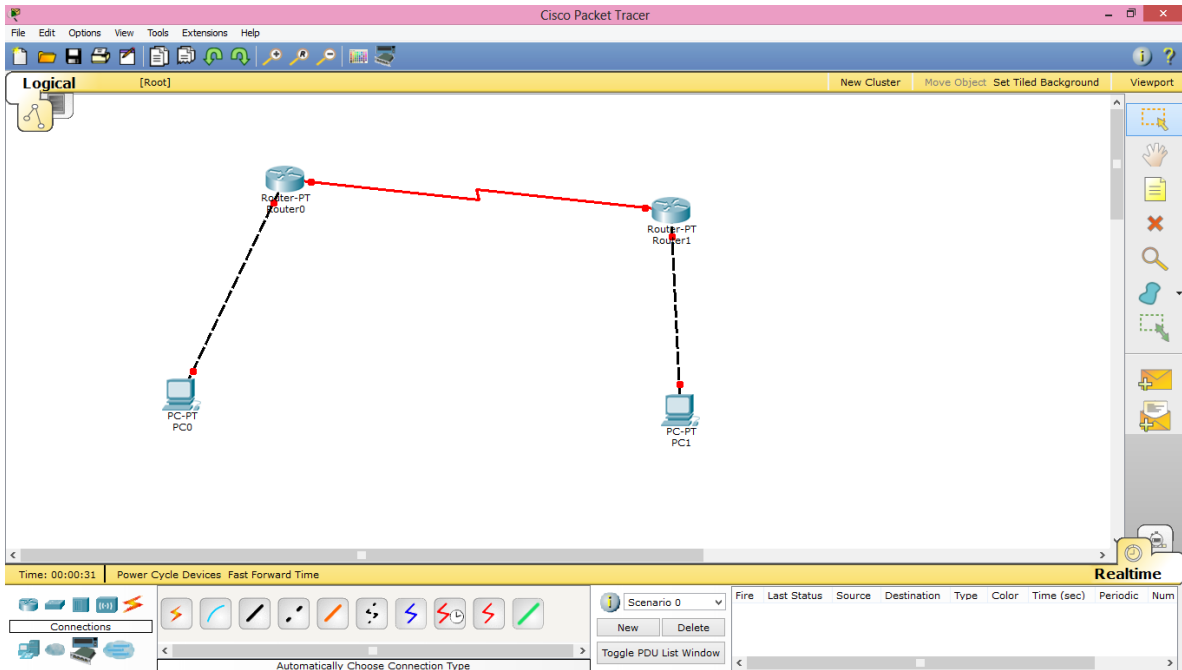 Cisco Packet Tracer
File Edit Options View Tools Extensions Help
Logical [Root] New Cluster Move Object Set Tiled Background Viewport
Router-PT
Router0
Router-PT
Router1
PC-PT
PC0
PC-PT
PC1
Time: 00:00:31 Power Cycle Devices Fast Forward Time Realtime
Connections
Automatically Choose Connection Type
Scenario 0
New Delete
Toggle PDU List Window
Fire Last Status Source Destination Type Color Time (sec) Periodic Num